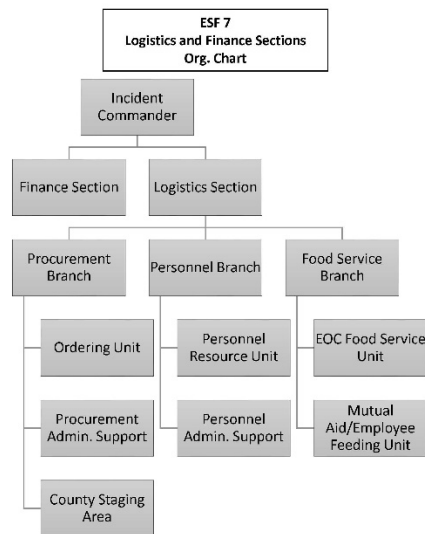 ESF 7
Logistics and Finance Sections
Org. Chart
Incident
Commander
Finance Section
Logistics Section
Procurement
Branch
Personnel Branch
Food Service
Branch
Ordering Unit
Personnel
Resource Unit
EOC Food Service
Unit
Procurement
Admin. Support
Personnel
Admin. Support
Mutual
Aid/Employee
Feeding Unit
County Staging
Area